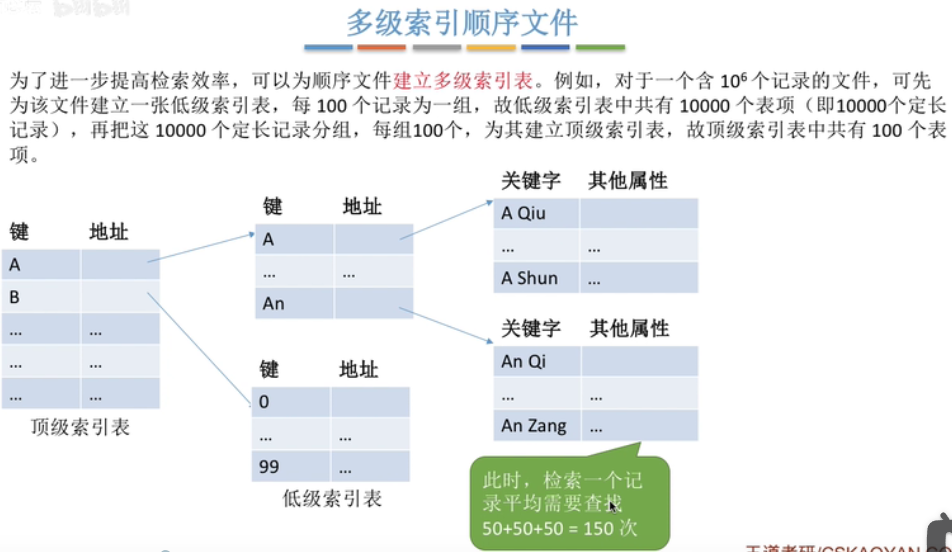 多级索引顺序文件
为了进一步提高检索效率，可以为顺序文件建立多级索引表。例如，对于一个含 10⁶ 个记录的文件，可先
为该文件建立一张低级索引表，每 100 个记录为一组，故低级索引表中共有 10000 个表项（即10000个定长
记录），再把这 10000 个定长记录分组，每组100个，为其建立顶级索引表，故顶级索引表中共有 100 个表
项。
键 地址
A
B
... ...
... ...
... ...
顶级索引表
键 地址
A
... ...
An
键 地址
0
... ...
99 ...
低级索引表
关键字 其他属性
A Qiu
... ...
A Shun ...
关键字 其他属性
An Qi
... ...
An Zang ...
此时，检索一个记
录平均需要查找
50+50+50 = 150 次